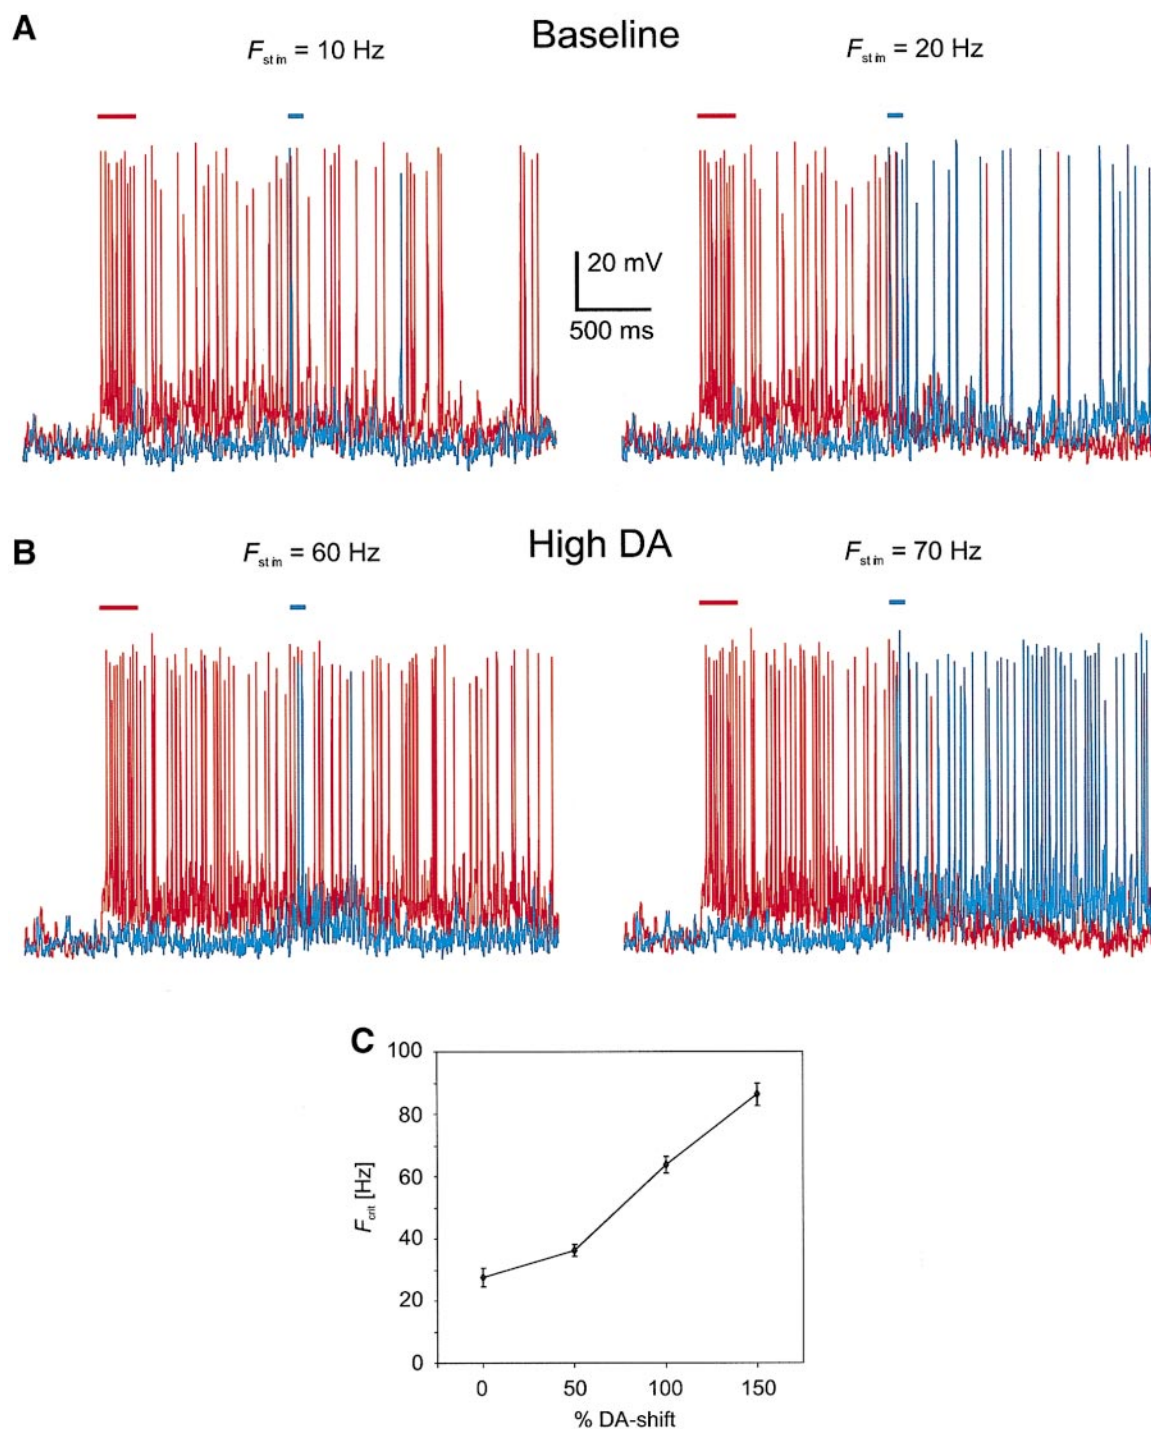 A
Baseline
F stim = 10 Hz
F stim = 20 Hz
20 mV
500 ms
B
High DA
F stim = 60 Hz
F stim = 70 Hz
C
100
80
60
40
20
0
F crit [Hz]
0 50 100 150
% DA-shift